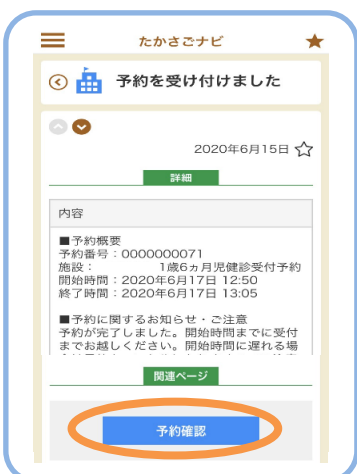 たかさごナビ
予約を受け付けました
2020年6月15日
詳細
内容
■予約概要
予約番号：0000000071
施設： 1歳6ヵ月児健診受付予約
開始時間：2020年6月17日 12:50
終了時間：2020年6月17日 13:05
■予約に関するお知らせ・ご注意
予約が完了しました。開始時間までに受付
までお越しください。開始時間に遅れる場
関連ページ
予約確認